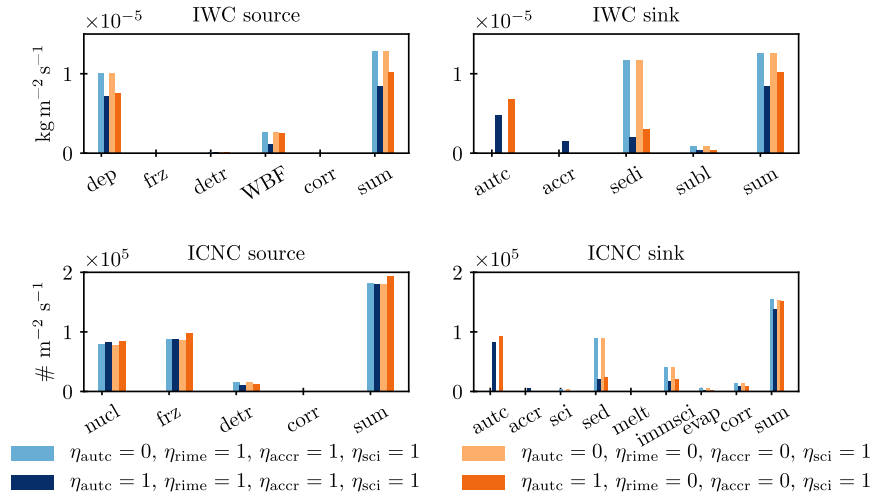 IWC source
×10⁻⁵
kg m⁻² s⁻¹
1
0
dep frz detr WBF corr sum
IWC sink
×10⁻⁵
1
0
autc accr sedi subl sum
ICNC source
×10⁵
# m⁻² s⁻¹
2
1
0
nucl frz detr corr sum
ICNC sink
×10⁵
2
1
0
autc accr sci sed melt immsci evap corr sum
η_autc = 0, η_rime = 1, η_accr = 1, η_sci = 1
η_autc = 1, η_rime = 1, η_accr = 1, η_sci = 1
η_autc = 0, η_rime = 0, η_accr = 0, η_sci = 1
η_autc = 1, η_rime = 0, η_accr = 0, η_sci = 1